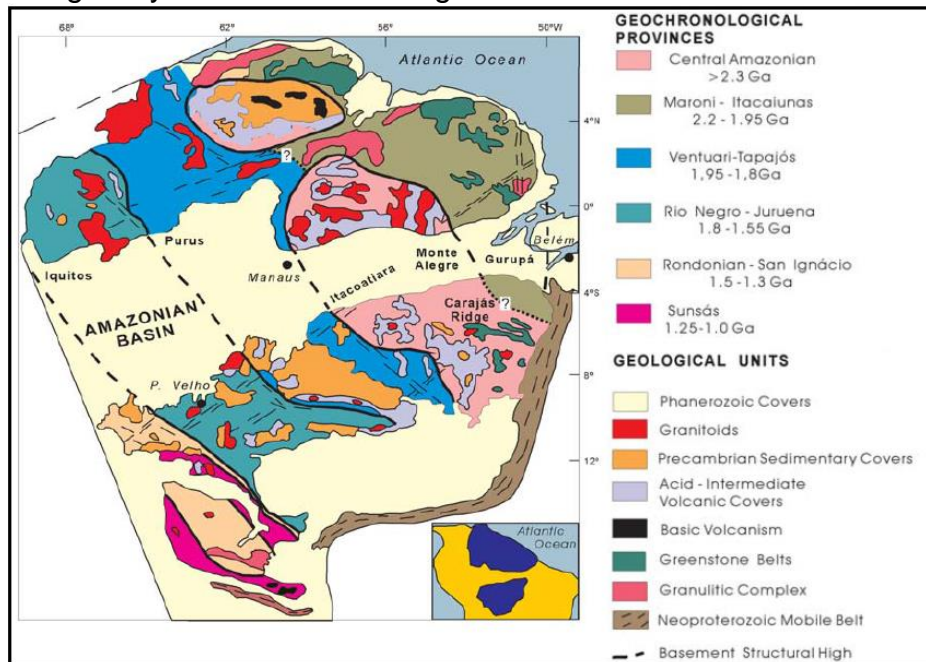 68°
62°
56°
50°W
Atlantic Ocean
4°N
?
0°
Belém
Purus
Monte
Alegre
Gurupá
Iquitos
Manaus
Itacoatiara
4°S
?
Carajás
Ridge
AMAZONIAN
BASIN
8°
P. Velho
12°
Atlantic
Ocean
GEOCHRONOLOGICAL
PROVINCES
Central Amazonian
>2.3 Ga
Maroni - Itacaiunas
2.2 - 1.95 Ga
Ventuari-Tapajós
1,95 -1,8Ga
Rio Negro - Juruena
1.8 - 1.55 Ga
Rondonian - San Ignácio
1.5 - 1.3 Ga
Sunsás
1.25-1.0 Ga
GEOLOGICAL UNITS
Phanerozoic Covers
Granitoids
Precambrian Sedimentary Covers
Acid - Intermediate
Volcanic Covers
Basic Volcanism
Greenstone Belts
Granulitic Complex
Neoproterozoic Mobile Belt
Basement Structural High